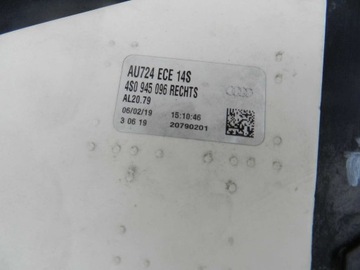 AU724 ECE 14S
4S0 945 096 RECHTS
AL20.79
06/02/19 15:10:46
3 06 19 20790201